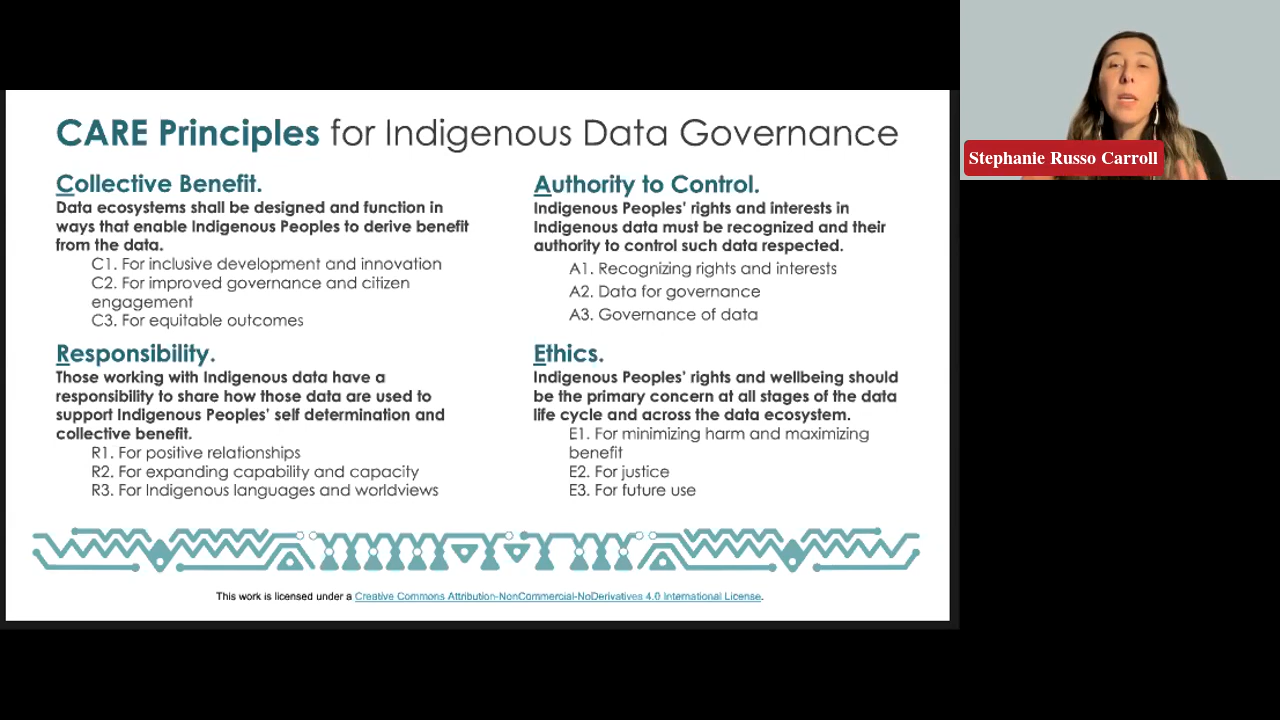 CARE Principles for Indigenous Data Governance
Collective Benefit.
Data ecosystems shall be designed and function in
ways that enable Indigenous Peoples to derive benefit
from the data.
C1. For inclusive development and innovation
C2. For improved governance and citizen
engagement
C3. For equitable outcomes
Authority to Control.
Indigenous Peoples' rights and interests in
Indigenous data must be recognized and their
authority to control such data respected.
A1. Recognizing rights and interests
A2. Data for governance
A3. Governance of data
Responsibility.
Those working with Indigenous data have a
responsibility to share how those data are used to
support Indigenous Peoples' self determination and
collective benefit.
R1. For positive relationships
R2. For expanding capability and capacity
R3. For Indigenous languages and worldviews
Ethics.
Indigenous Peoples' rights and wellbeing should
be the primary concern at all stages of the data
life cycle and across the data ecosystem.
E1. For minimizing harm and maximizing
benefit
E2. For justice
E3. For future use
This work is licensed under a Creative Commons Attribution-NonCommercial-NoDerivatives 4.0 International License.
Stephanie Russo Carroll